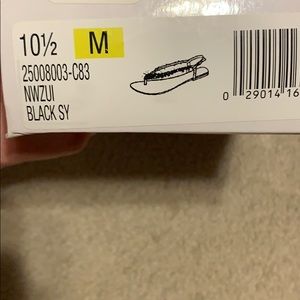 10½ M
25008003-C83
NWZUI
BLACK SY
0 29014 16